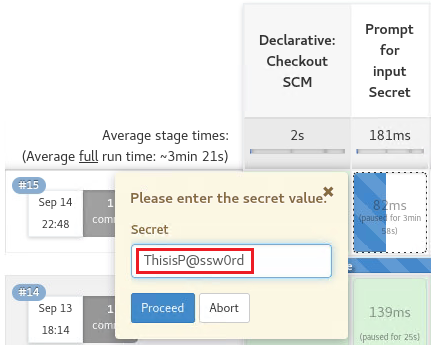 Declarative:
Checkout
SCM
Prompt
for
input
Secret
Average stage times:
(Average full run time: ~3min 21s)
2s
181ms
#15
Sep 14
22:48
1
Please enter the secret value.
Secret
ThisisP@ssw0rd
Proceed
Abort
82ms
(paused for 3min
58s)
#14
Sep 13
18:14
1
139ms
(paused for 25s)